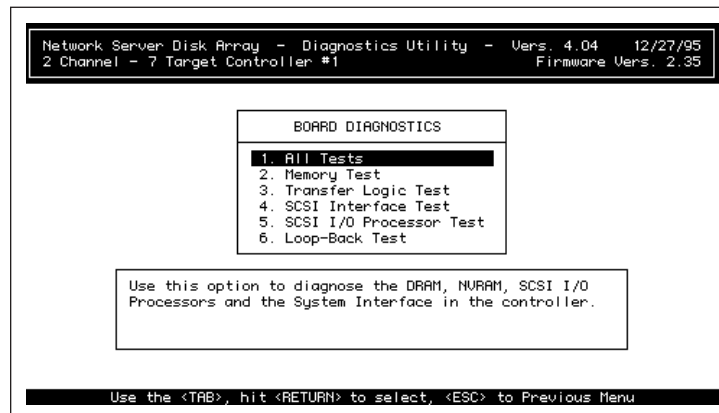 Network Server Disk Array - Diagnostics Utility - Vers. 4.04 12/27/95
2 Channel - 7 Target Controller #1 Firmware Vers. 2.35
BOARD DIAGNOSTICS
1. All Tests
2. Memory Test
3. Transfer Logic Test
4. SCSI Interface Test
5. SCSI I/O Processor Test
6. Loop-Back Test
Use this option to diagnose the DRAM, NVRAM, SCSI I/O
Processors and the System Interface in the controller.
Use the <TAB>, hit <RETURN> to select, <ESC> to Previous Menu